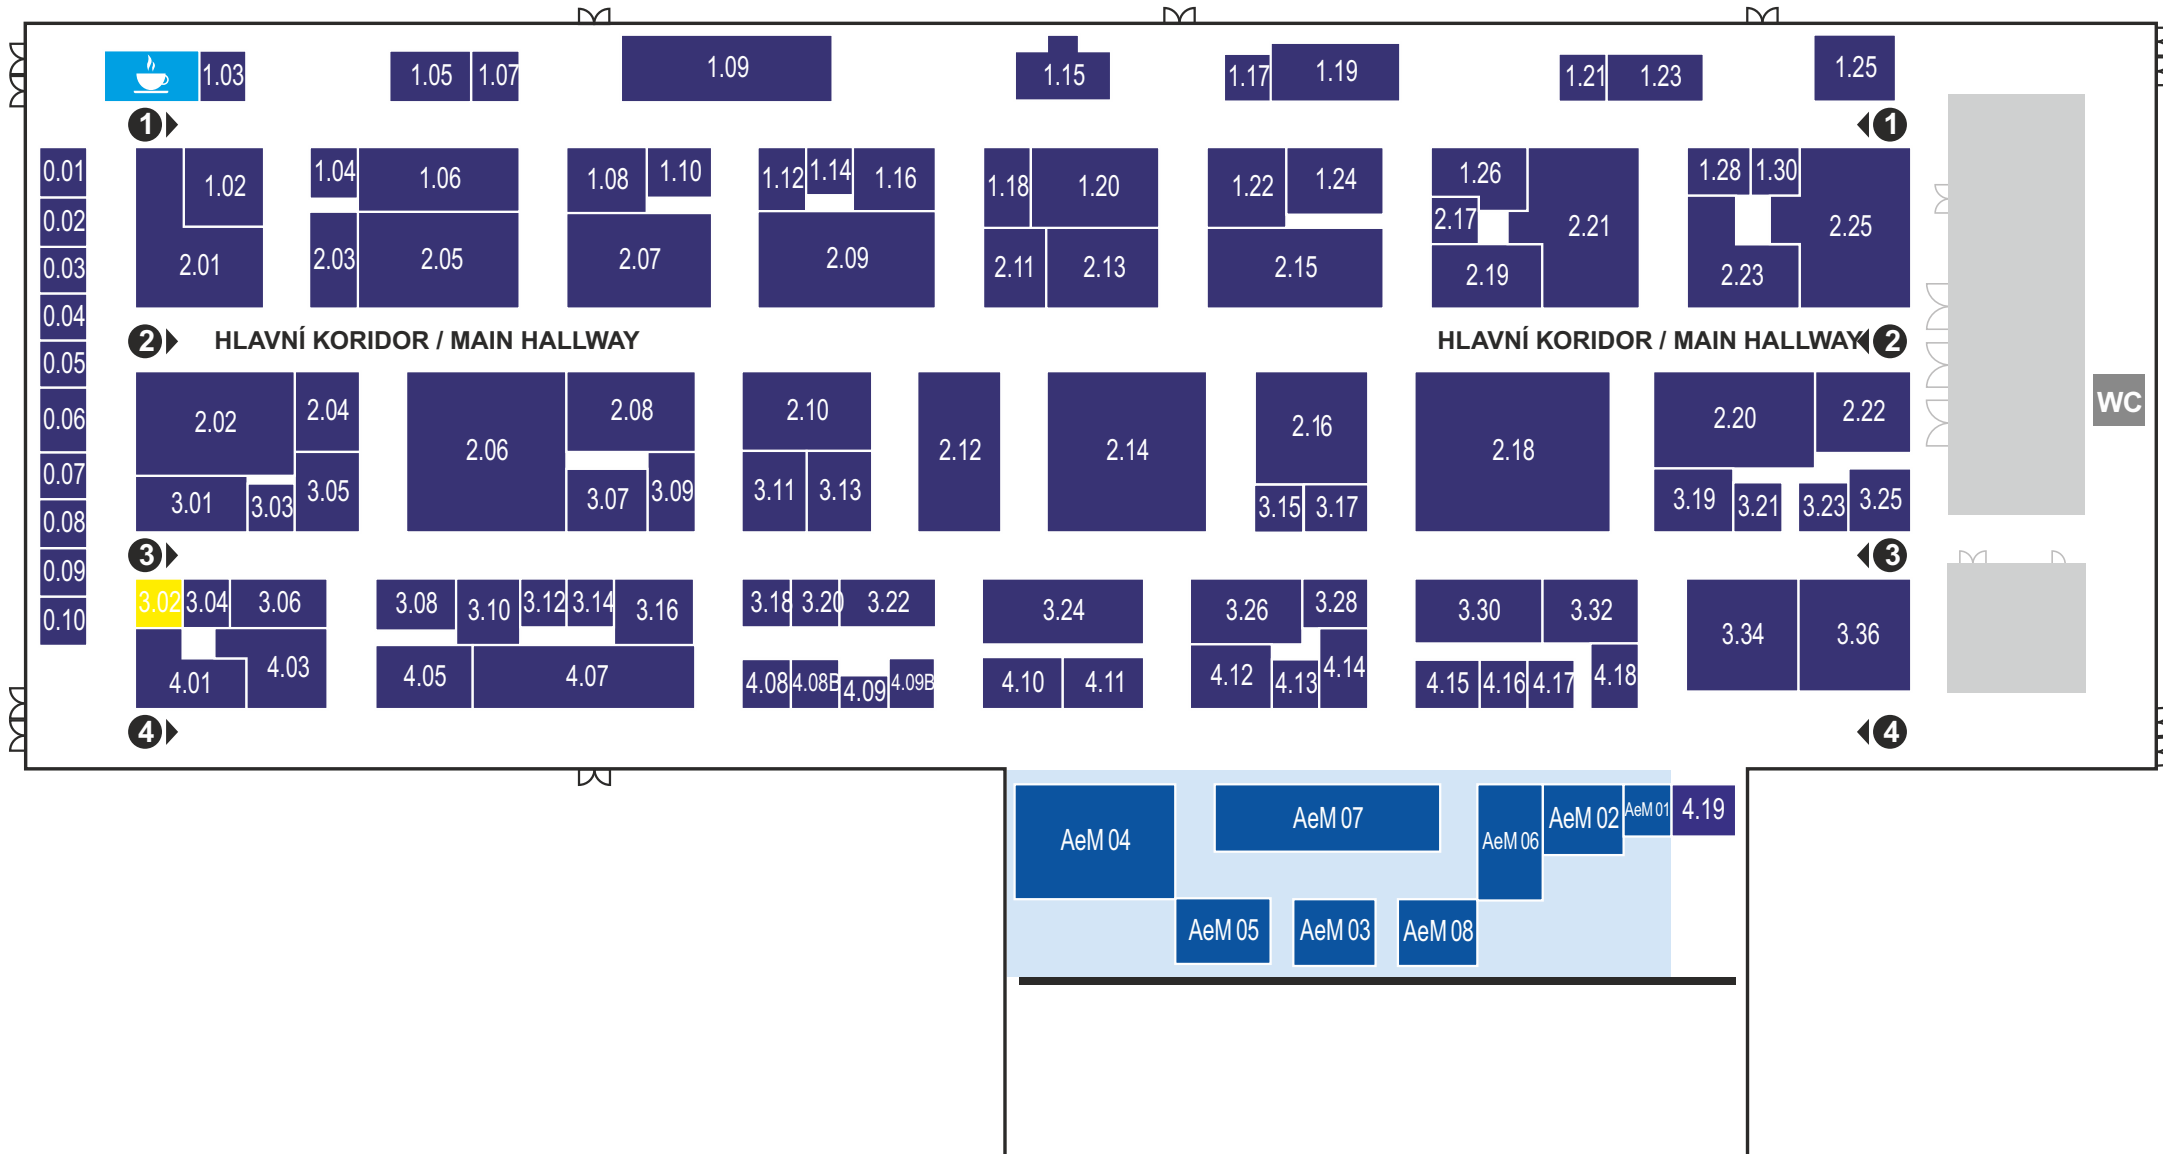 1.03 1.05 1.07 1.09 1.15 1.17 1.19 1.21 1.23 1.25
1 1
0.01 1.02 1.04 1.06 1.08 1.10 1.12 1.14 1.16 1.18 1.20 1.22 1.24 1.26 1.28 1.30
0.02 2.17 2.21 2.25
0.03 2.01 2.03 2.05 2.07 2.09 2.11 2.13 2.15 2.19 2.23
0.04
2 HLAVNÍ KORIDOR / MAIN HALLWAY HLAVNÍ KORIDOR / MAIN HALLWAY 2
0.05
0.06 2.02 2.04 2.06 2.08 2.10 2.12 2.14 2.16 2.18 2.20 2.22 WC
0.07 3.01 3.03 3.05 3.07 3.09 3.11 3.13 3.15 3.17 3.19 3.21 3.23 3.25
0.08
3 3
0.09
3.02 3.04 3.06 3.08 3.10 3.12 3.14 3.16 3.18 3.20 3.22 3.24 3.26 3.28 3.30 3.32 3.34 3.36
0.10
4.01 4.03 4.05 4.07 4.08 4.08B 4.09 4.09B 4.10 4.11 4.12 4.13 4.14 4.15 4.16 4.17 4.18
4 4
AeM 04 AeM 07 AeM 06 AeM 02 AeM 01 4.19
AeM 05 AeM 03 AeM 08